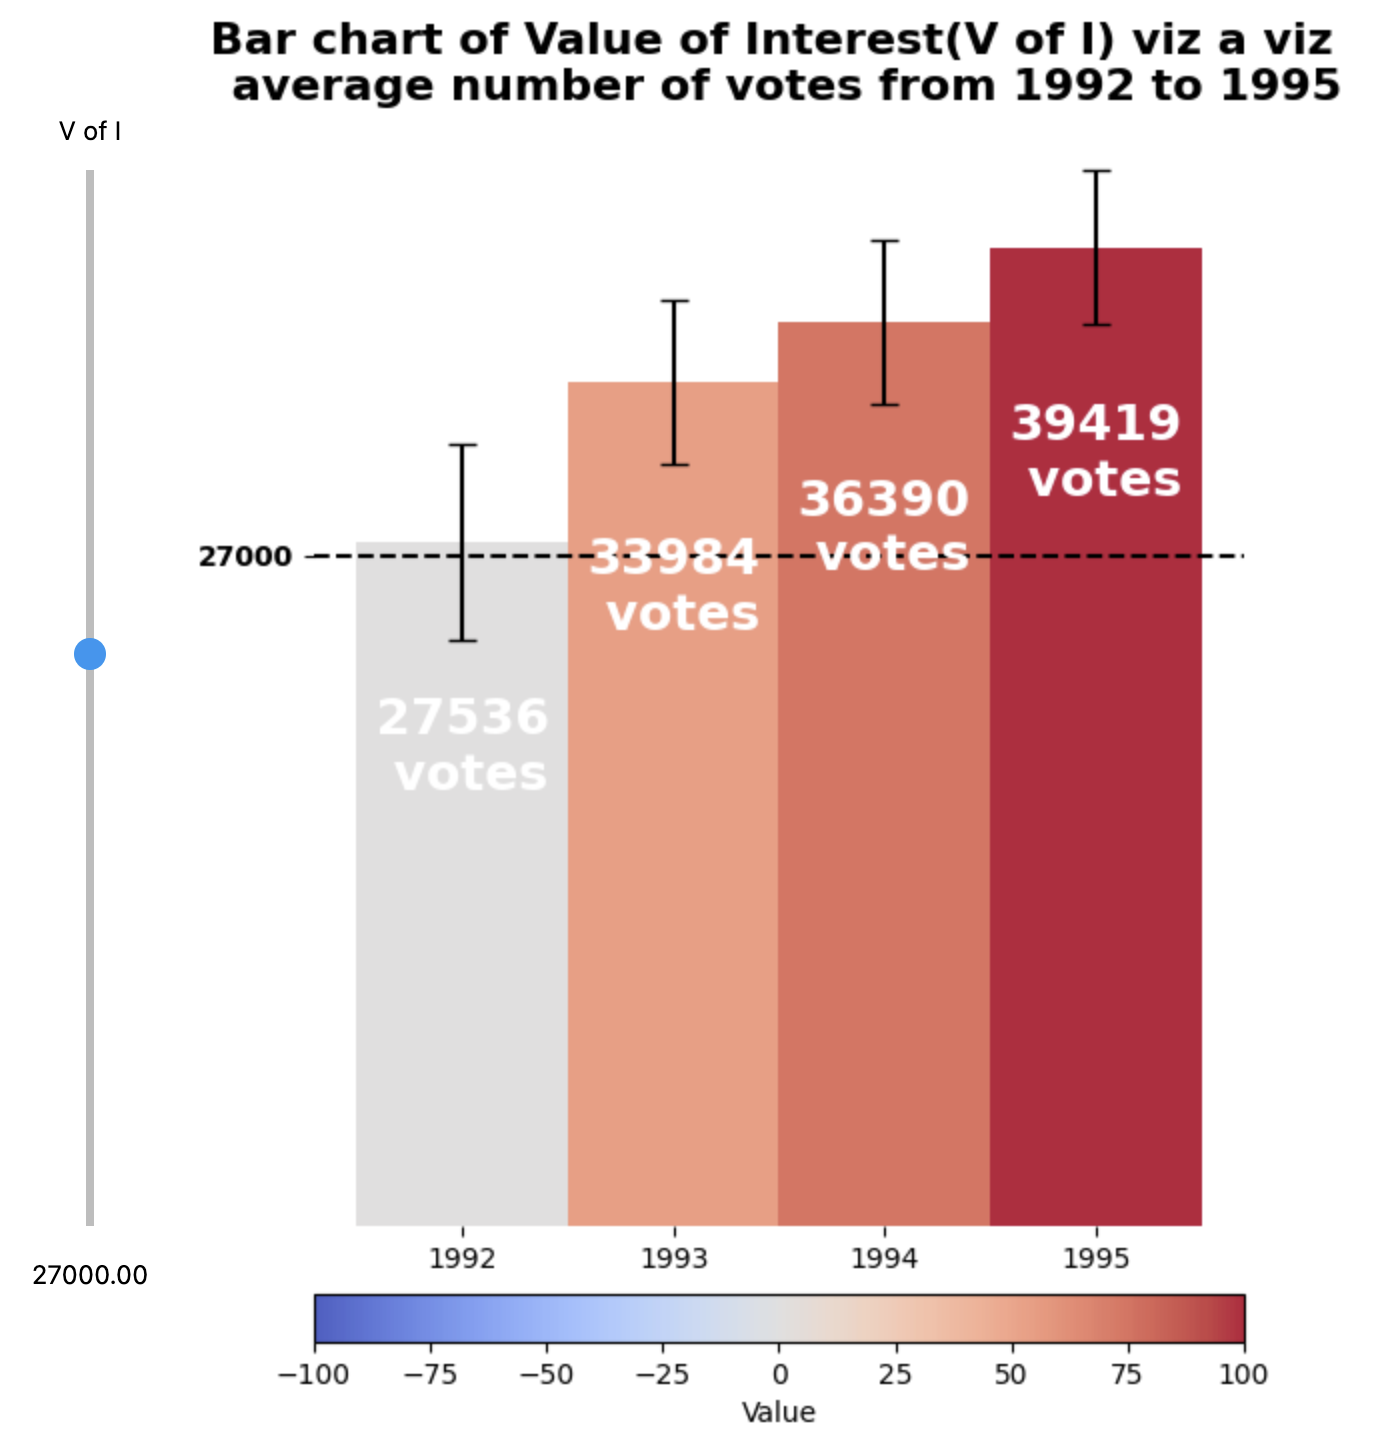 Bar chart of Value of Interest(V of I) viz a viz
average number of votes from 1992 to 1995
V of I
39419
votes
36390
votes
27000
33984
votes
27536
votes
1992 1993 1994 1995
27000.00
−100 −75 −50 −25 0 25 50 75 100
Value